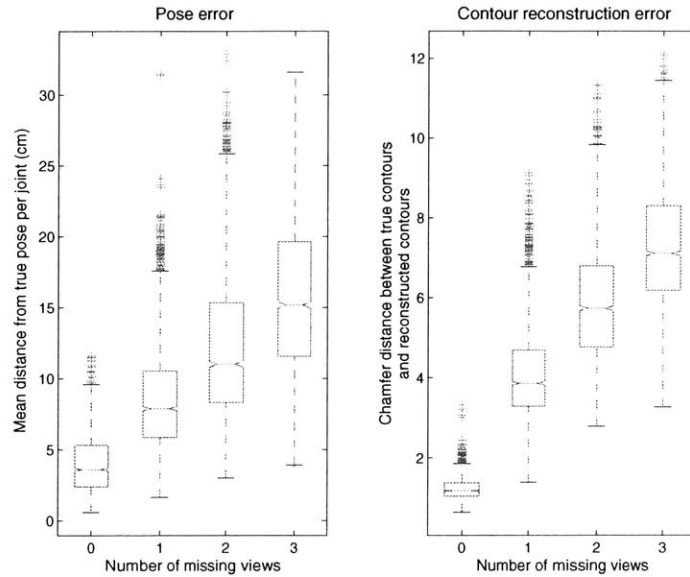 Pose error
Mean distance from true pose per joint (cm)
30
25
20
15
10
5
0
0 1 2 3
Number of missing views
Contour reconstruction error
Chamfer distance between true contours
and reconstructed contours
12
10
8
6
4
2
0 1 2 3
Number of missing views